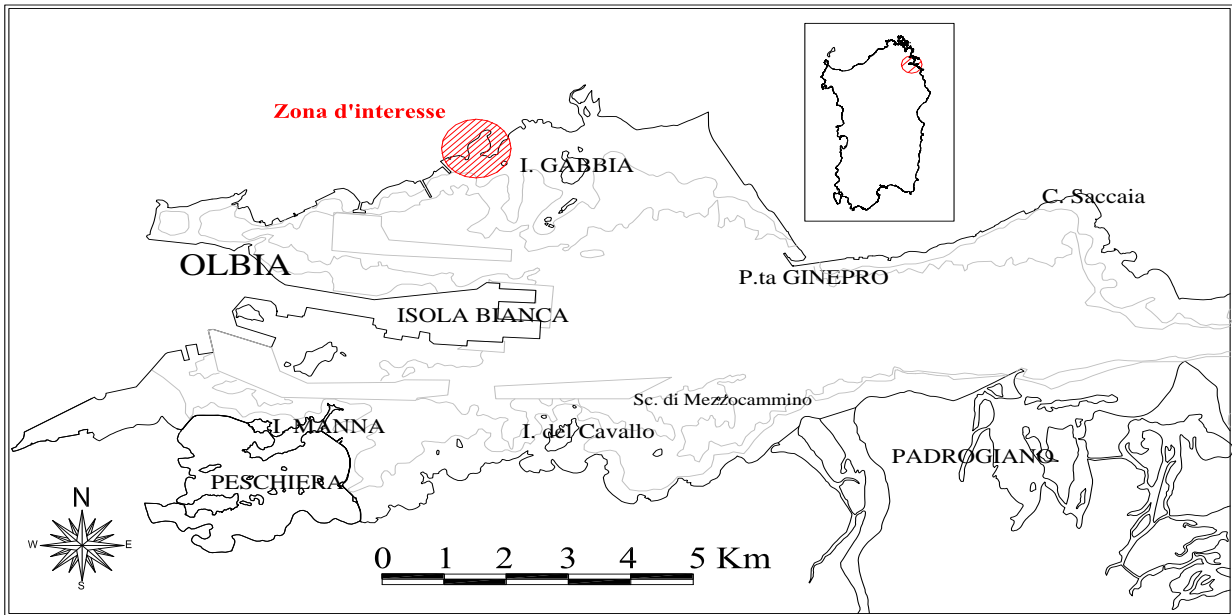 Zona d'interesse
I. GABBIA
C. Saccaia
OLBIA
P.ta GINEPRO
ISOLA BIANCA
Sc. di Mezzocammino
I. MANNA
I. del Cavallo
PADROGIANO
PESCHIERA
N
W
E
S
0 1 2 3 4 5 Km